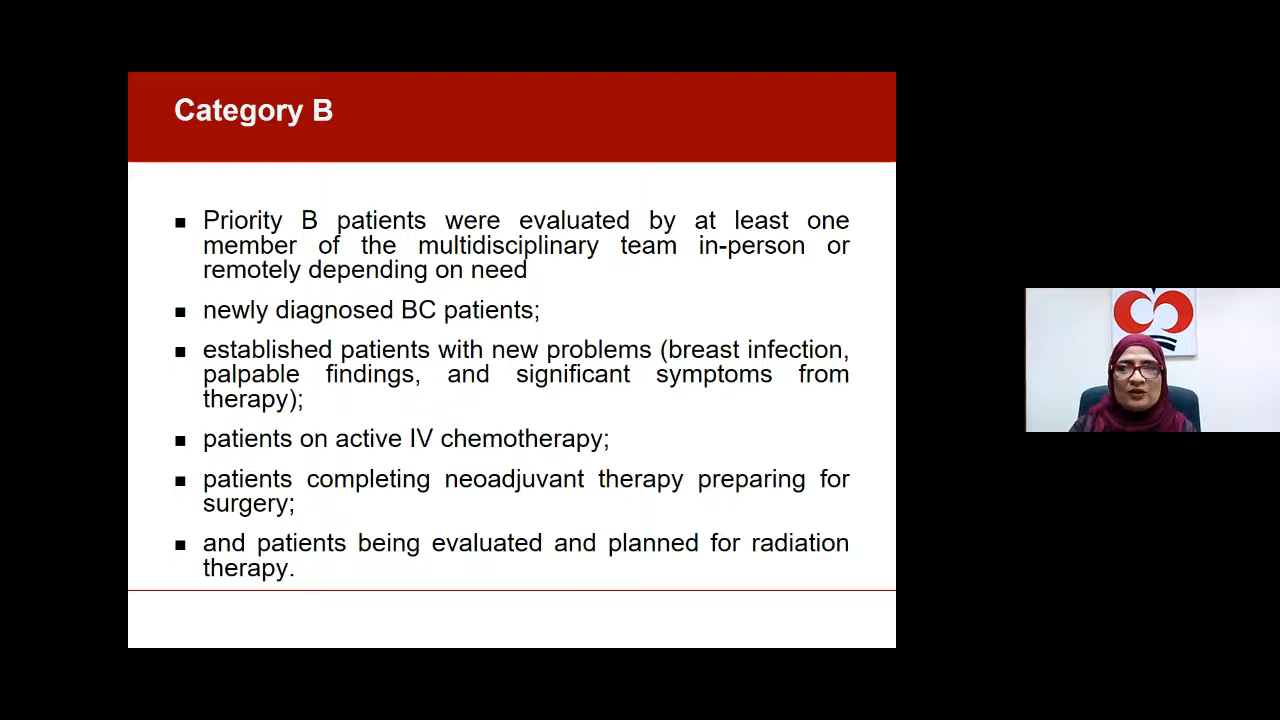 Category B
▪ Priority B patients were evaluated by at least one
member of the multidisciplinary team in-person or
remotely depending on need
▪ newly diagnosed BC patients;
▪ established patients with new problems (breast infection,
palpable findings, and significant symptoms from
therapy);
▪ patients on active IV chemotherapy;
▪ patients completing neoadjuvant therapy preparing for
surgery;
▪ and patients being evaluated and planned for radiation
therapy.